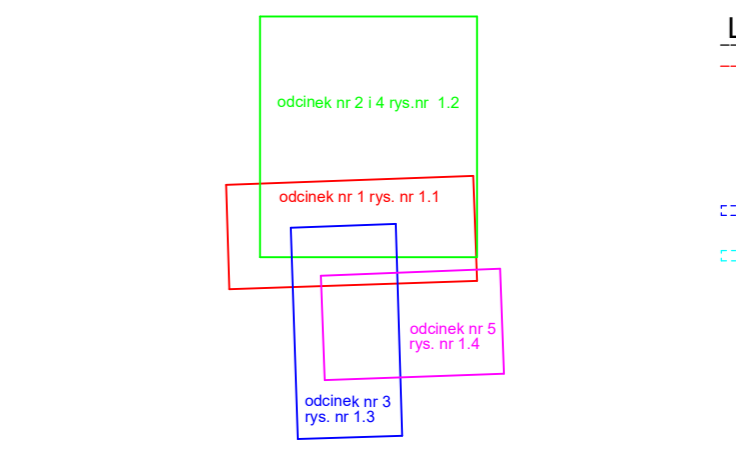 L
odcinek nr 2 i 4 rys.nr 1.2
odcinek nr 1 rys. nr 1.1
odcinek nr 5
rys. nr 1.4
odcinek nr 3
rys. nr 1.3